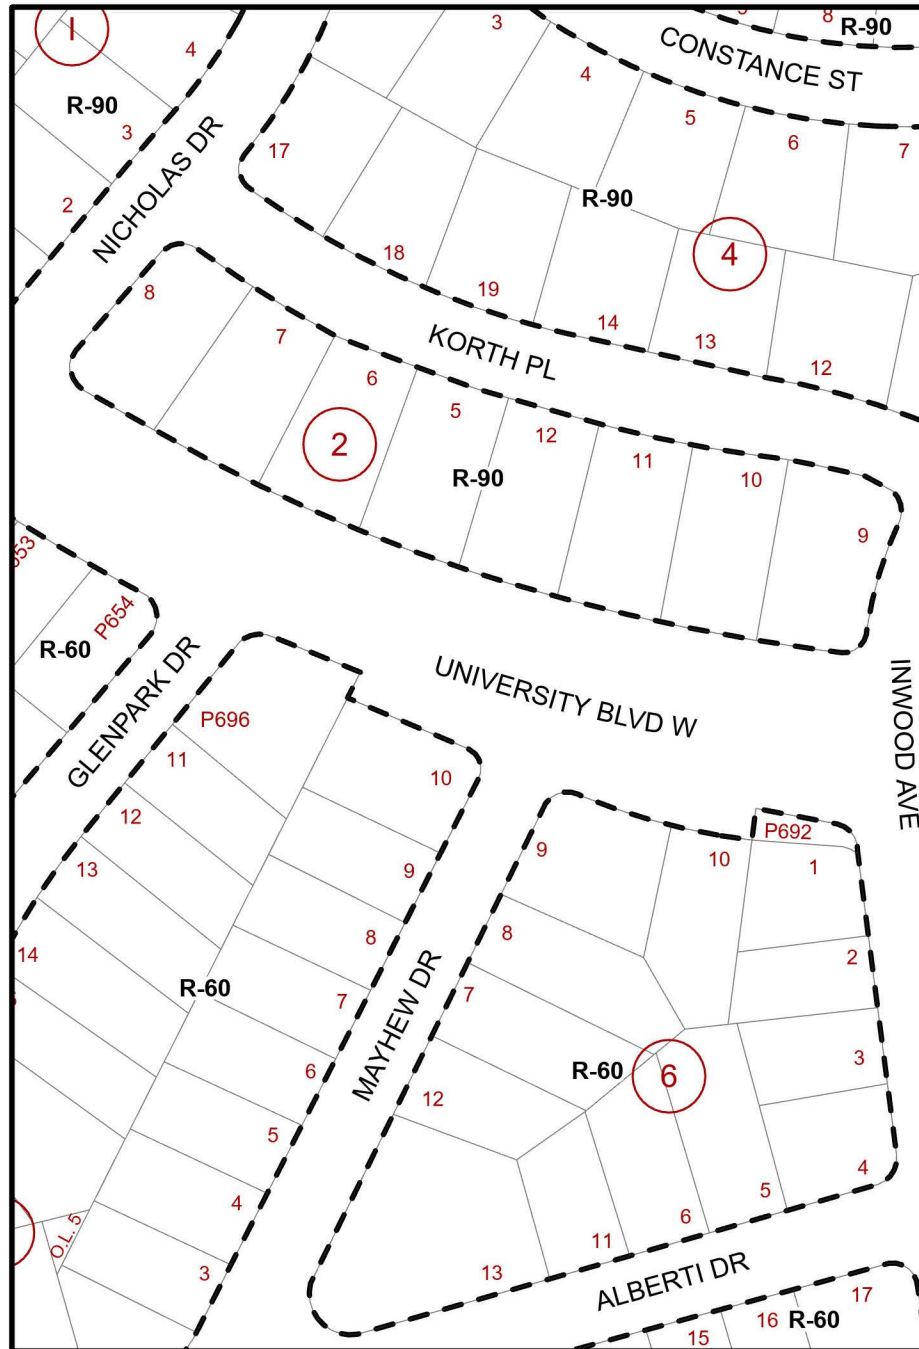 1
4
R-90
3
2
NICHOLAS DR
3
8
R-90
CONSTANCE ST
4
5
6
7
17
R-90
4
18
19
14
13
12
8
7
KORTH PL
6
5
12
11
10
9
2
R-90
P654
R-60
GLENPARK DR
UNIVERSITY BLVD W
INWOOD AVE
P696
11
12
13
14
10
9
8
7
6
5
4
3
R-60
O.L. 5
MAYHEW DR
9
10
P692
1
8
2
7
3
R-60
6
12
4
5
6
11
13
ALBERTI DR
17
16
R-60
15